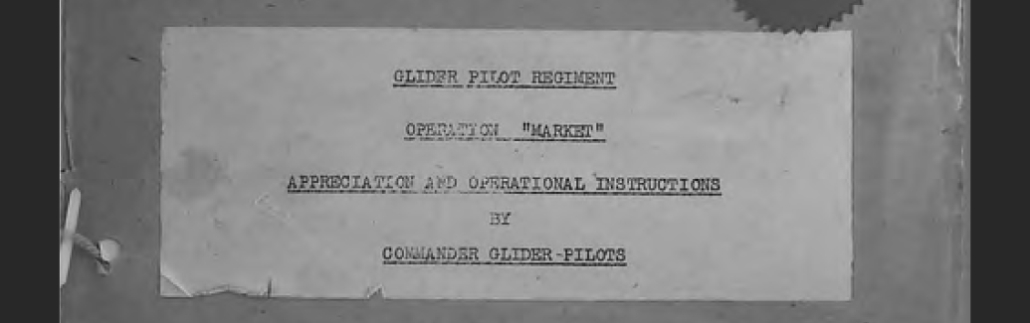 GLIDER PILOT REGIMENT
OPERATION "MARKET"
APPRECIATION AND OPERATIONAL INSTRUCTIONS
BY
COMMANDER GLIDER-PILOTS